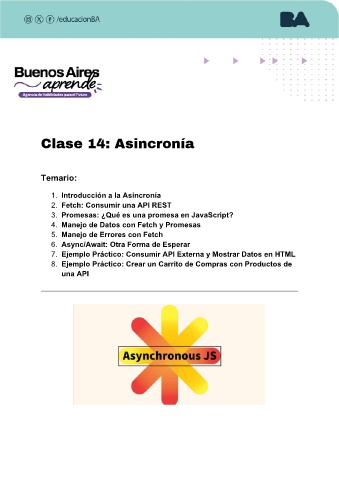 /educacionBA
BA
Buenos Aires
aprende
Agencia de Habilidades para el Futuro
Clase 14: Asincronía
Temario:
1. Introducción a la Asincronía
2. Fetch: Consumir una API REST
3. Promesas: ¿Qué es una promesa en JavaScript?
4. Manejo de Datos con Fetch y Promesas
5. Manejo de Errores con Fetch
6. Async/Await: Otra Forma de Esperar
7. Ejemplo Práctico: Consumir API Externa y Mostrar Datos en HTML
8. Ejemplo Práctico: Crear un Carrito de Compras con Productos de
una API
Asynchronous JS